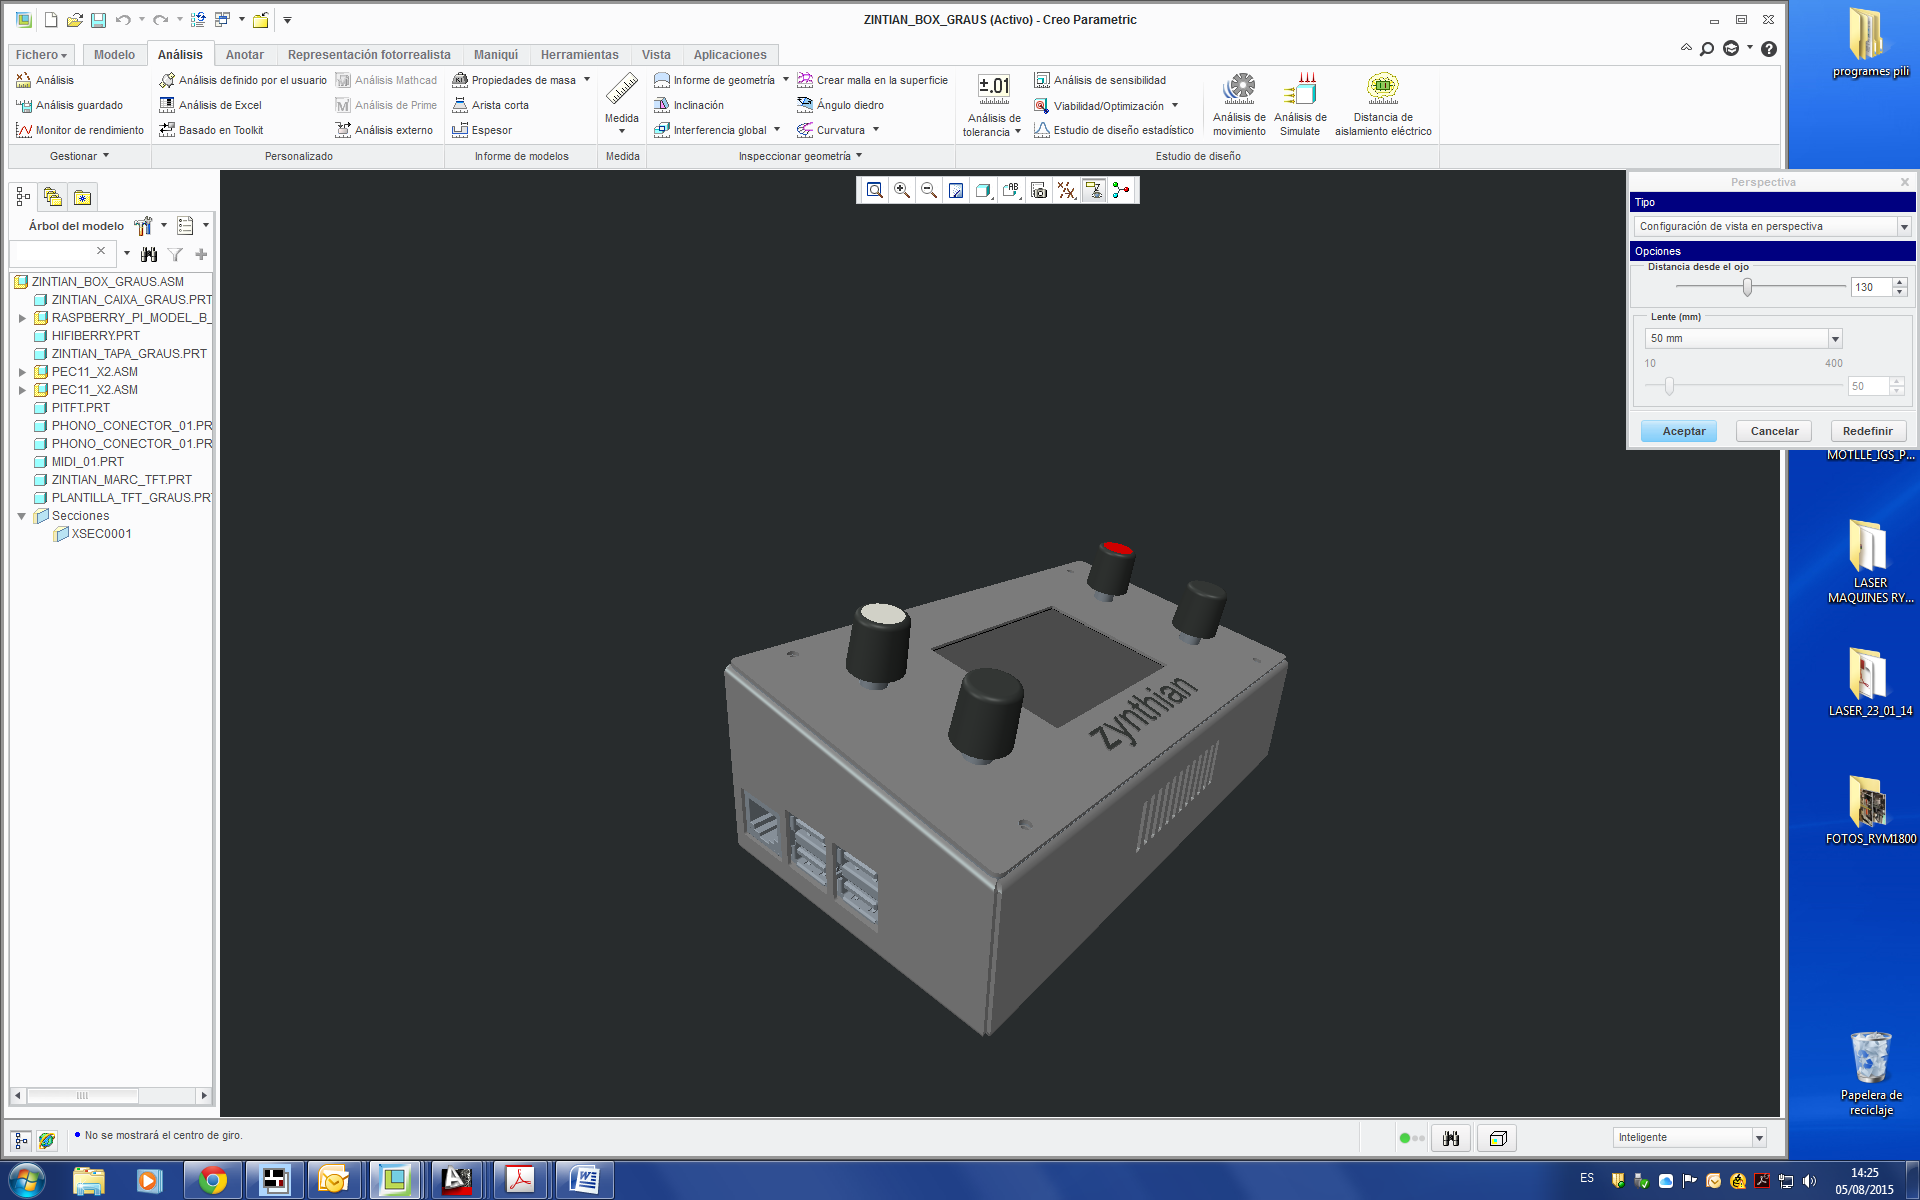 ZINTIAN_BOX_GRAUS (Activo) - Creo Parametric
Fichero
Modelo
Análisis
Anotar
Representación fotorrealista
Maniquí
Herramientas
Vista
Aplicaciones
Análisis
Análisis guardado
Monitor de rendimiento
Gestionar
Análisis definido por el usuario
Análisis de Excel
Basado en Toolkit
Análisis Mathcad
Análisis de Prime
Análisis externo
Personalizado
Propiedades de masa
Arista corta
Espesor
Informe de modelos
Medida
Medida
Informe de geometría
Inclinación
Interferencia global
Crear malla en la superficie
Ángulo diedro
Curvatura
Inspeccionar geometría
±.01
Análisis de
tolerancia
Análisis de sensibilidad
Viabilidad/Optimización
Estudio de diseño estadístico
Análisis de
movimiento
Análisis de
Simulate
Distancia de
aislamiento eléctrico
Estudio de diseño
Árbol del modelo
ZINTIAN_BOX_GRAUS.ASM
ZINTIAN_CAIXA_GRAUS.PRT
RASPBERRY_PI_MODEL_B_
HIFIBERRY.PRT
ZINTIAN_TAPA_GRAUS.PRT
PEC11_X2.ASM
PEC11_X2.ASM
PITFT.PRT
PHONO_CONECTOR_01.PR
PHONO_CONECTOR_01.PR
MIDI_01.PRT
ZINTIAN_MARC_TFT.PRT
PLANTILLA_TFT_GRAUS.PR
Secciones
XSEC0001
zynthian
Perspectiva
Tipo
Configuración de vista en perspectiva
Opciones
Distancia desde el ojo
130
Lente (mm)
50 mm
10
400
50
Aceptar
Cancelar
Redefinir
programes pili
MOTLLE_IGS_P...
LASER
MAQUINES RY...
LASER_23_01_14
FOTOS_RYM1800
Papelera de
reciclaje
No se mostrará el centro de giro.
Inteligente
ES
14:25
05/08/2015